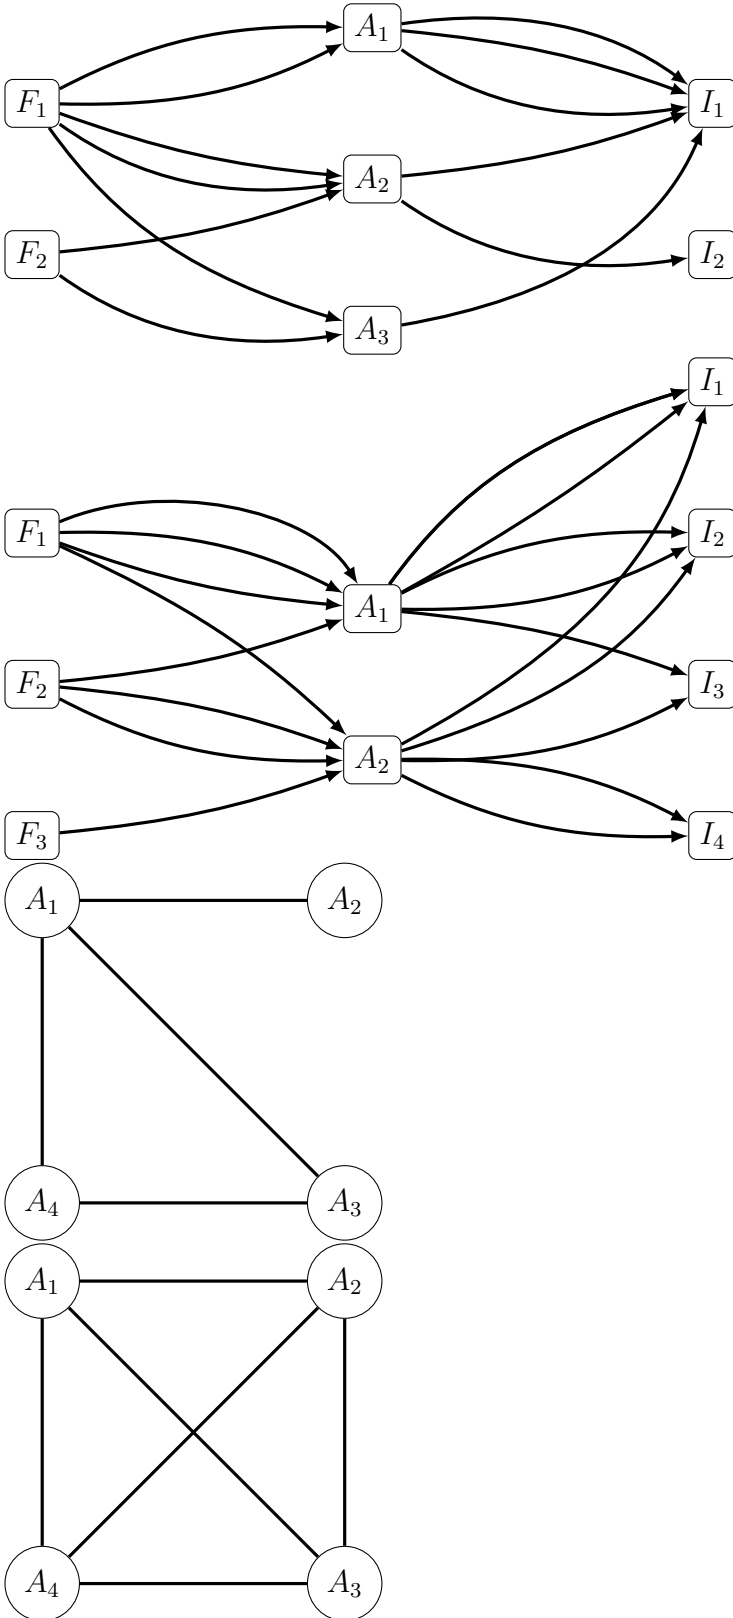 A₁
F₁ I₁
A₂
F₂ I₂
A₃
I₁
F₁ I₂
A₁
F₂ I₃
A₂
F₃ I₄
A₁ A₂
A₄ A₃
A₁ A₂
A₄ A₃